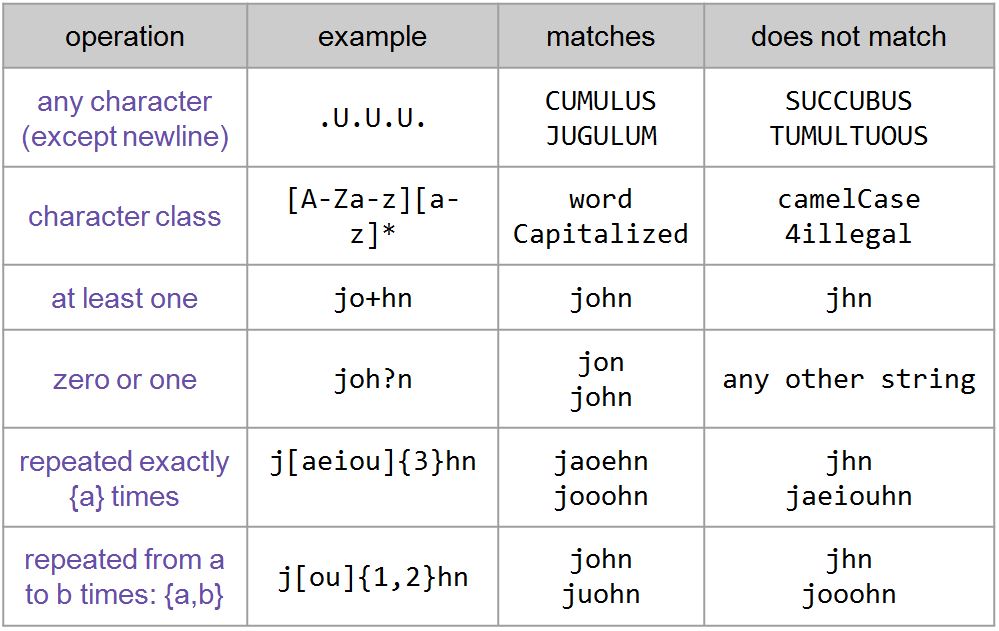 operation example matches does not match
any character
(except newline)
.U.U.U.
CUMULUS
JUGULUM
SUCCUBUS
TUMULTUOUS
character class
[A-Za-z][a-
z]*
word
Capitalized
camelCase
4illegal
at least one
jo+hn
john
jhn
zero or one
joh?n
jon
john
any other string
repeated exactly
{a} times
j[aeiou]{3}hn
jaoehn
jooohn
jhn
jaeiouhn
repeated from a
to b times: {a,b}
j[ou]{1,2}hn
john
juohn
jhn
jooohn